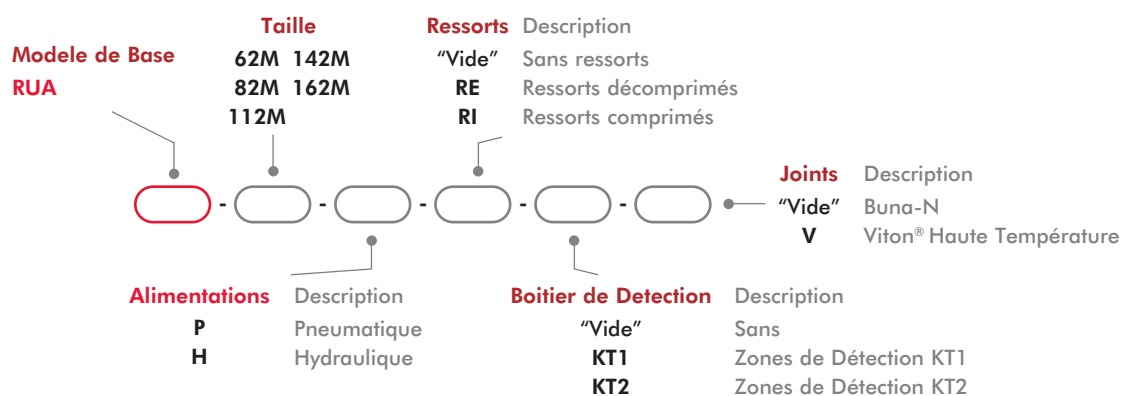 Taille
Ressorts Description
Modele de Base
62M 142M
“Vide” Sans ressorts
RUA
82M 162M
RE Ressorts décomprimés
112M
RI Ressorts comprimés
Joints Description
- - - - -
“Vide” Buna-N
V Viton® Haute Température
Alimentations Description
Boitier de Detection Description
P Pneumatique
“Vide” Sans
H Hydraulique
KT1 Zones de Détection KT1
KT2 Zones de Détection KT2